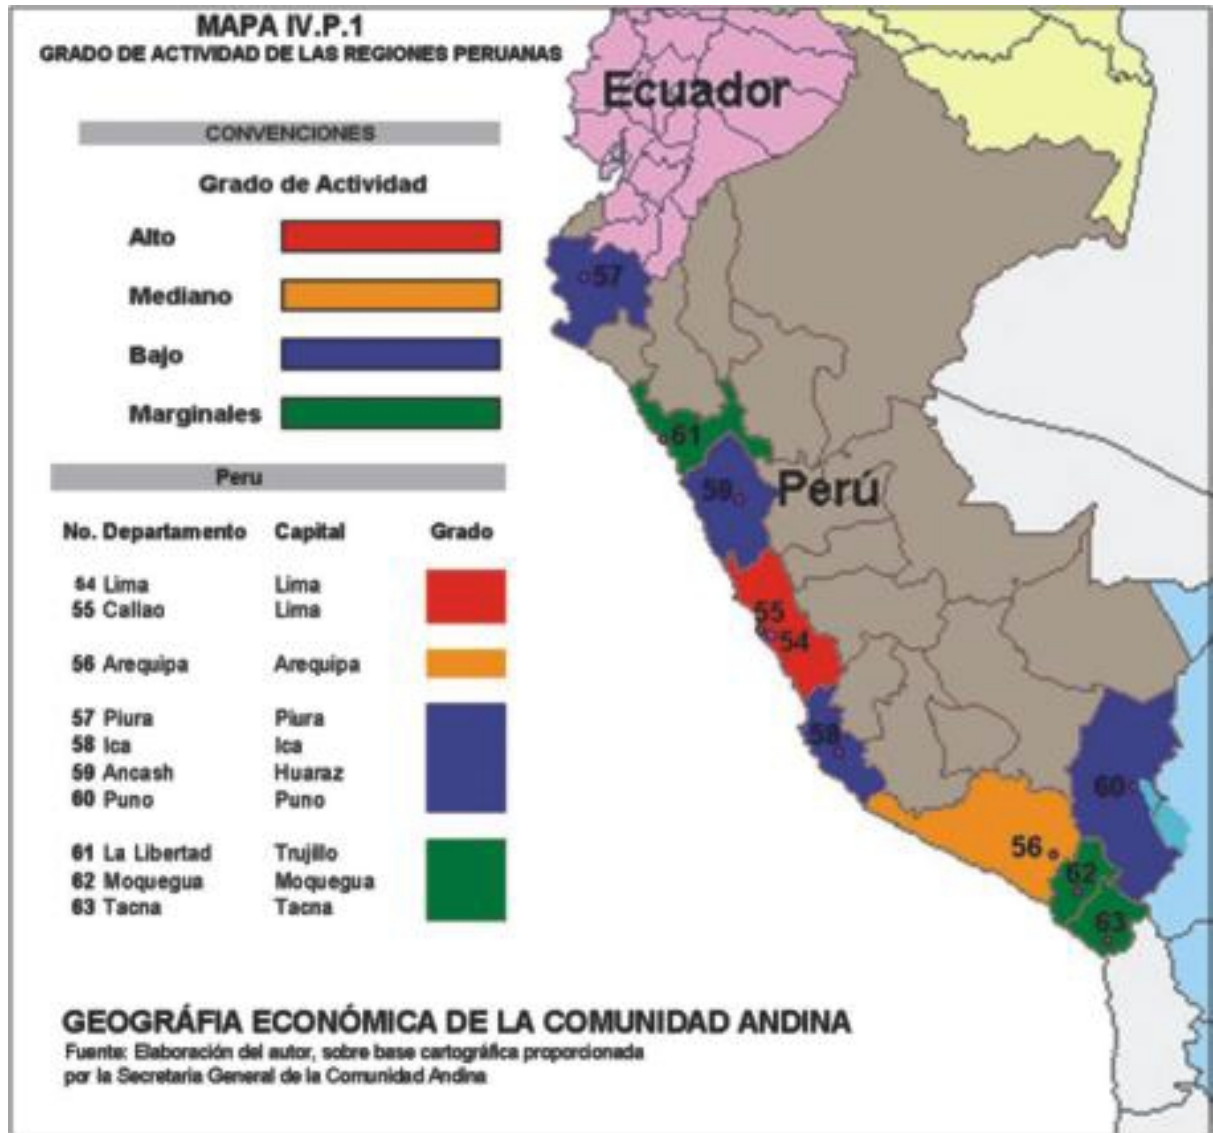 MAPA IV.P.1
GRADO DE ACTIVIDAD DE LAS REGIONES PERUANAS
CONVENCIONES
Grado de Actividad
Alto
Mediano
Bajo
Marginales
Peru
No. Departamento Capital Grado
54 Lima Lima
55 Callao Lima
56 Arequipa Arequipa
57 Piura Piura
58 Ica Ica
59 Ancash Huaraz
60 Puno Puno
61 La Libertad Trujillo
62 Moquegua Moquegua
63 Tacna Tacna
GEOGRÁFIA ECONÓMICA DE LA COMUNIDAD ANDINA
Fuente: Elaboración del autor, sobre base cartográfica proporcionada
por la Secretaria General de la Comunidad Andina
Ecuador
57
61
59
Perú
55
54
58
60
56
62
63